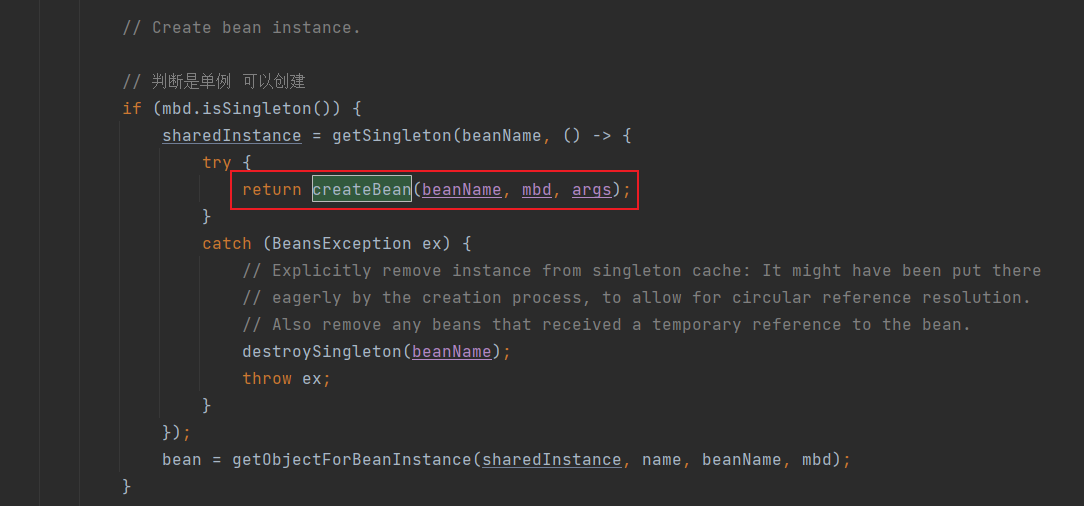 // Create bean instance.
// 判断是单例 可以创建
if (mbd.isSingleton()) {
sharedInstance = getSingleton(beanName, () -> {
try {
return createBean(beanName, mbd, args);
}
catch (BeansException ex) {
// Explicitly remove instance from singleton cache: It might have been put there
// eagerly by the creation process, to allow for circular reference resolution.
// Also remove any beans that received a temporary reference to the bean.
destroySingleton(beanName);
throw ex;
}
});
bean = getObjectForBeanInstance(sharedInstance, name, beanName, mbd);
}